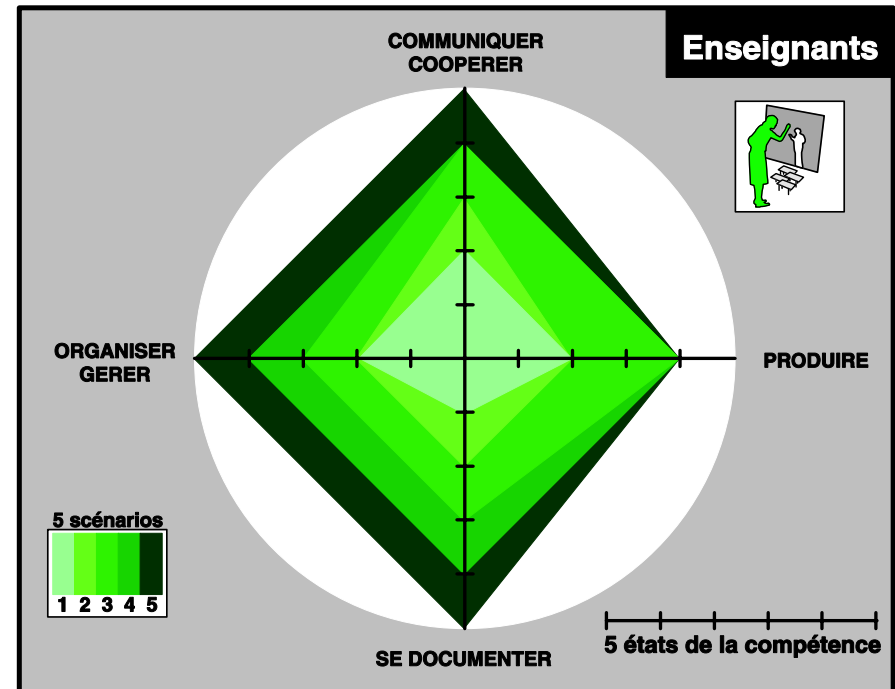 Enseignants
COMMUNIQUER
COOPERER
ORGANISER
GERER
PRODUIRE
5 scénarios
1 2 3 4 5
5 états de la compétence
SE DOCUMENTER